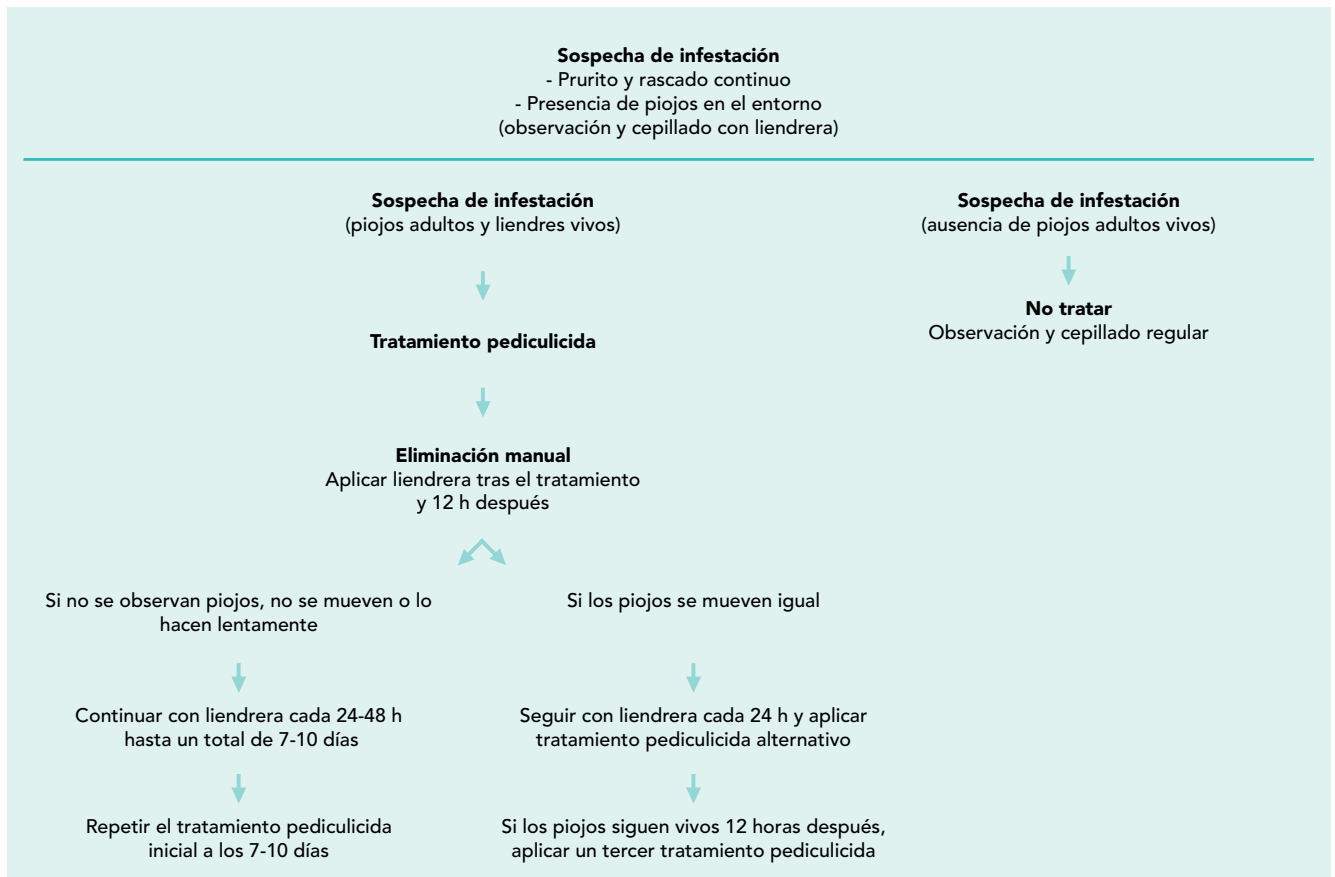 Sospecha de infestación
- Prurito y rascado continuo
- Presencia de piojos en el entorno
(observación y cepillado con liendrera)
Sospecha de infestación
(piojos adultos y liendres vivos)
Tratamiento pediculicida
Eliminación manual
Aplicar liendrera tras el tratamiento
y 12 h después
Si no se observan piojos, no se mueven o lo
hacen lentamente
Continuar con liendrera cada 24-48 h
hasta un total de 7-10 días
Repetir el tratamiento pediculicida
inicial a los 7-10 días
Si los piojos se mueven igual
Seguir con liendrera cada 24 h y aplicar
tratamiento pediculicida alternativo
Si los piojos siguen vivos 12 horas después,
aplicar un tercer tratamiento pediculicida
Sospecha de infestación
(ausencia de piojos adultos vivos)
No tratar
Observación y cepillado regular